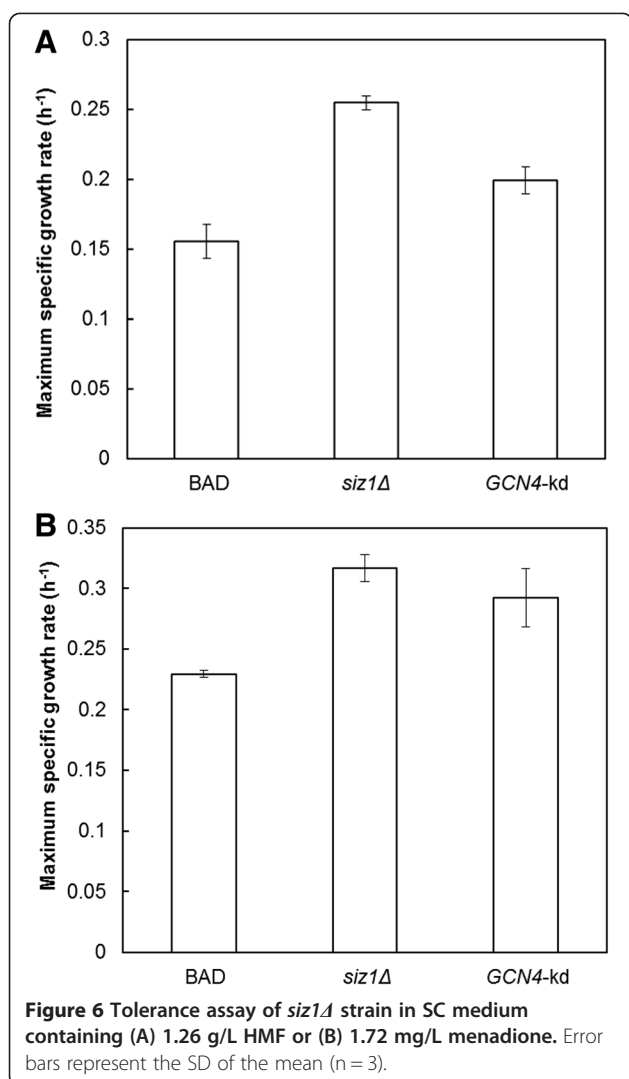 A
Maximum specific growth rate (h-1)
0.3
0.25
0.2
0.15
0.1
0.05
0
BAD
siz1Δ
GCN4-kd
B
Maximum specific growth rate (h-1)
0.35
0.3
0.25
0.2
0.15
0.1
0.05
0
BAD
siz1Δ
GCN4-kd
Figure 6 Tolerance assay of siz1Δ strain in SC medium
containing (A) 1.26 g/L HMF or (B) 1.72 mg/L menadione. Error
bars represent the SD of the mean (n = 3).